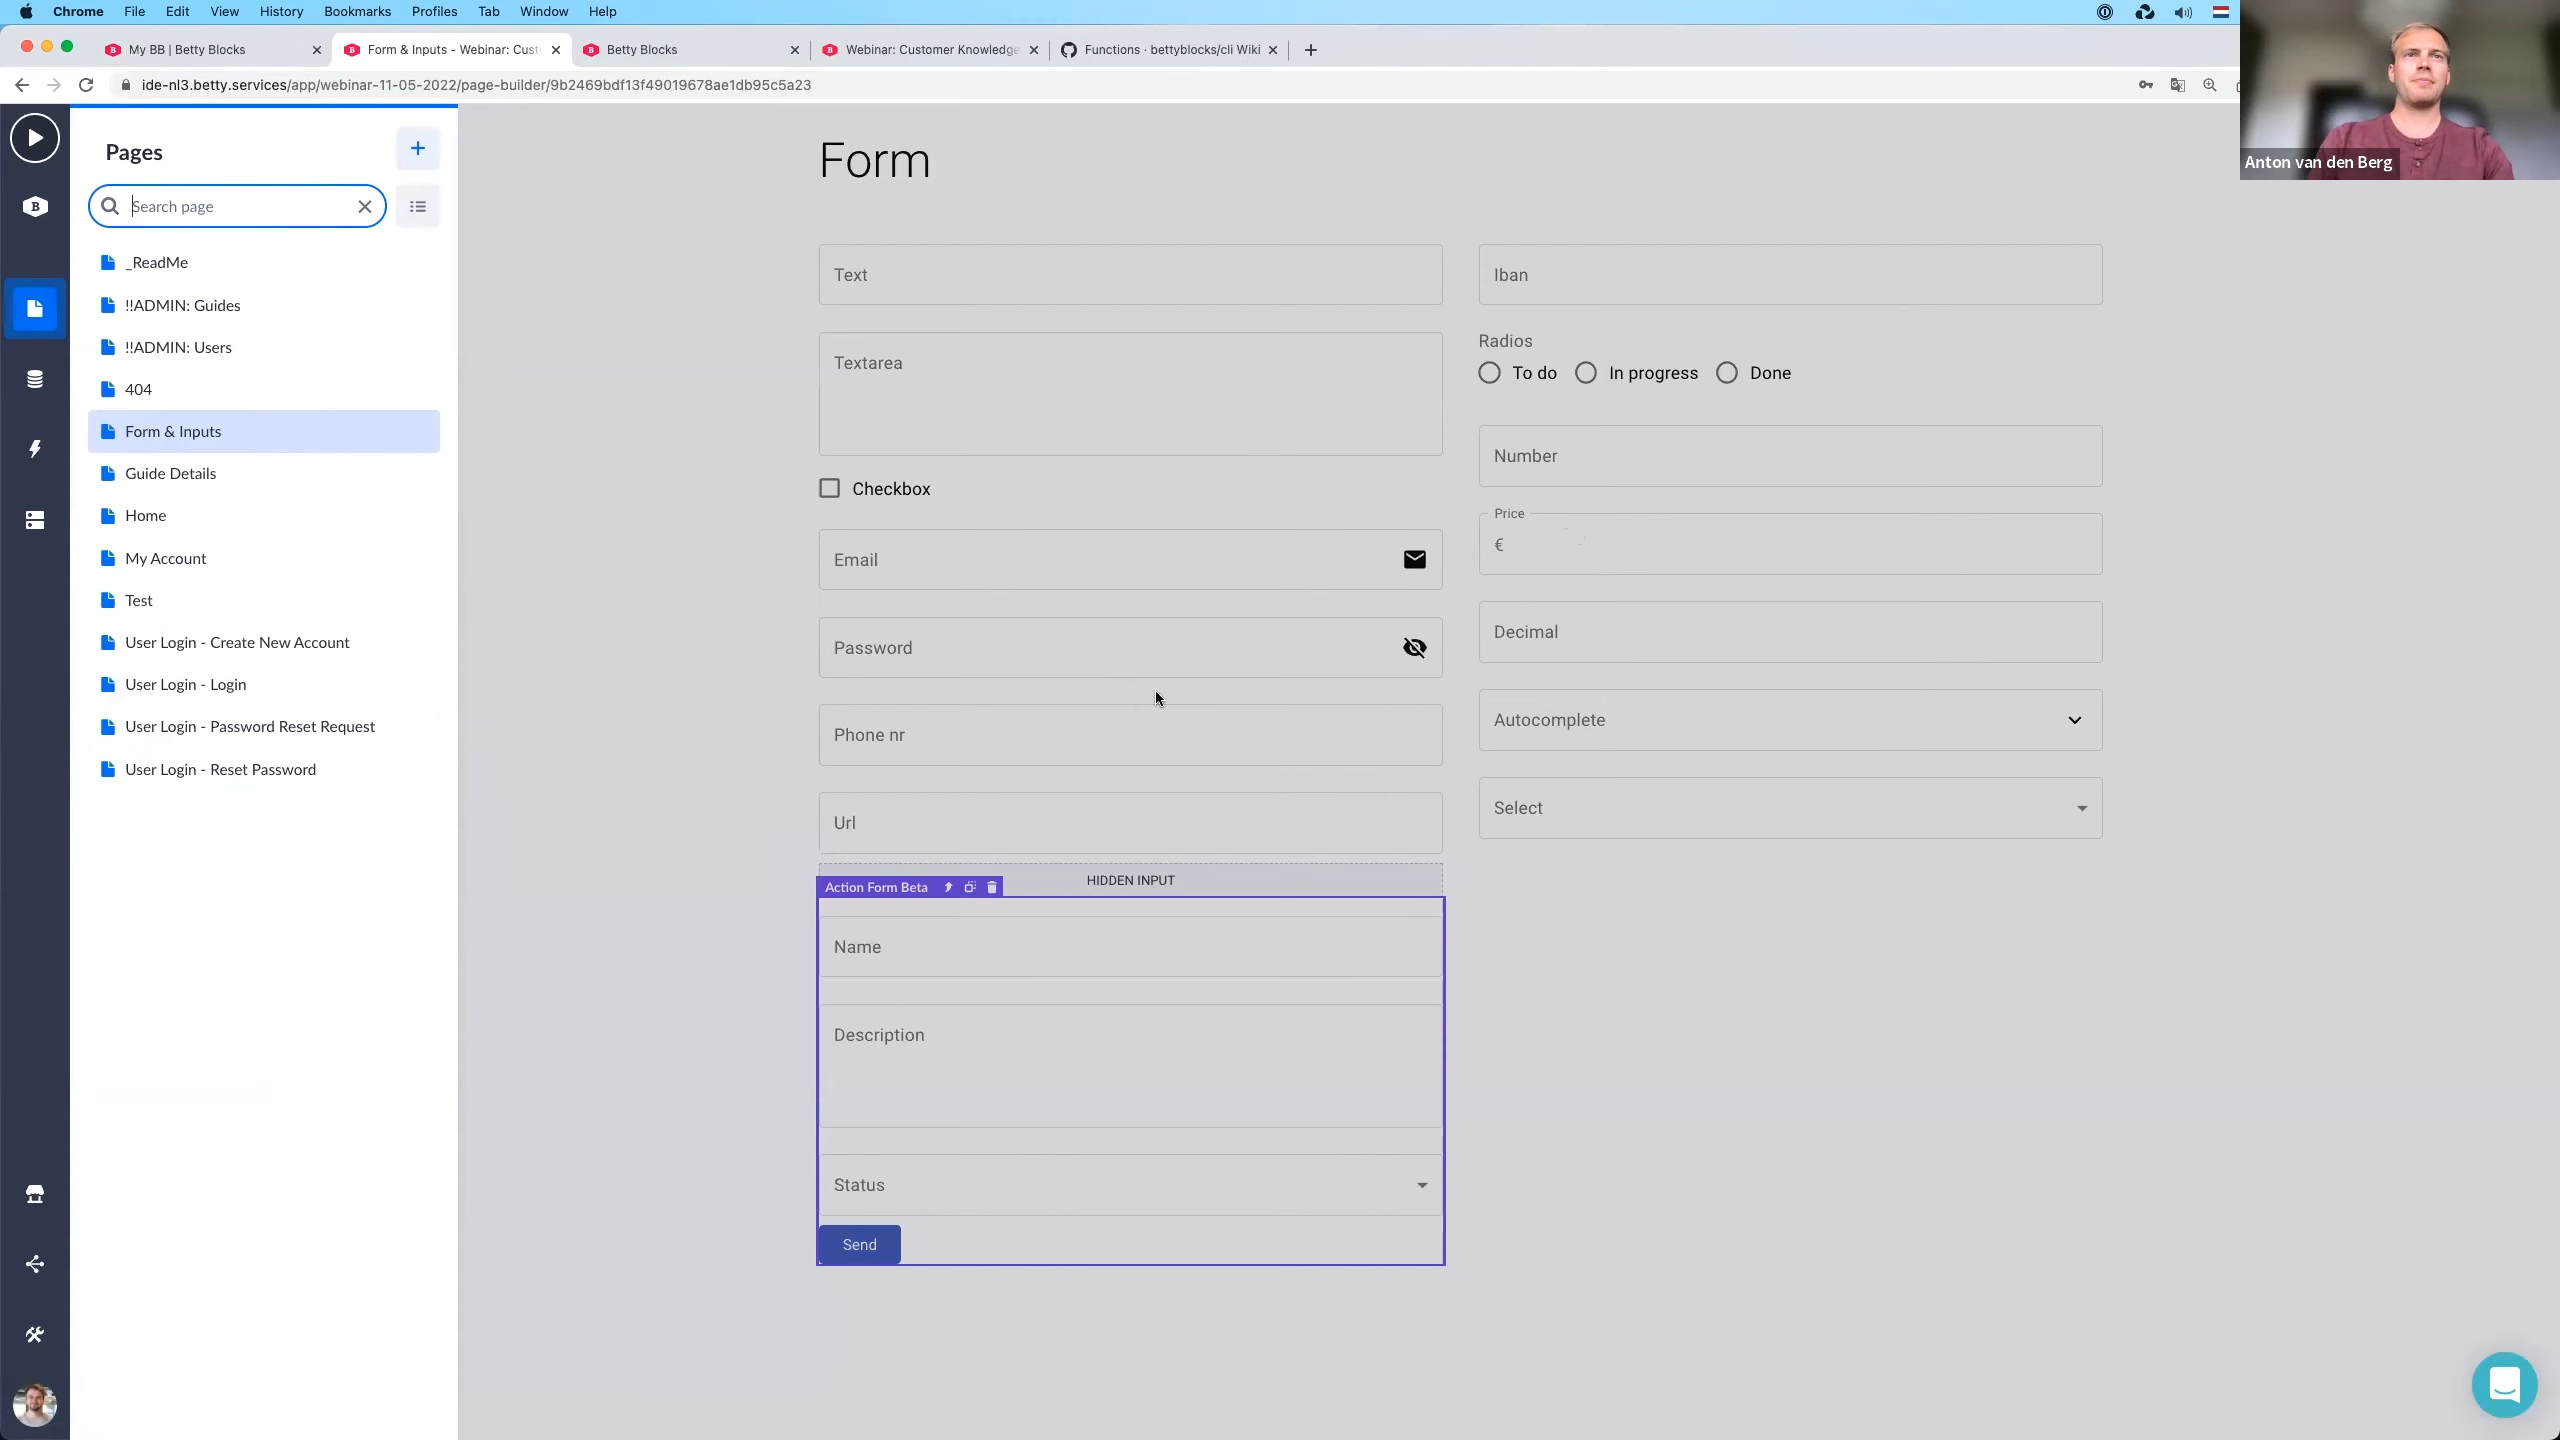 Chrome File Edit View History Bookmarks Profiles Tab Window Help
My BB | Betty Blocks
Form & Inputs - Webinar: Cust
Betty Blocks
Webinar: Customer Knowledge
Functions · bettyblocks/cli Wiki
ide-nl3.betty.services/app/webinar-11-05-2022/page-builder/9b2469bdf13f49019678ae1db95c5a23
Anton van den Berg
Pages
Search page
_ReadMe
!!ADMIN: Guides
!!ADMIN: Users
404
Form & Inputs
Guide Details
Home
My Account
Test
User Login - Create New Account
User Login - Login
User Login - Password Reset Request
User Login - Reset Password
B
Form
Text
Textarea
Checkbox
Email
Password
Phone nr
Url
HIDDEN INPUT
Action Form Beta
Name
Description
Status
Send
Iban
Radios
To do In progress Done
Number
Price
€
Decimal
Autocomplete
Select